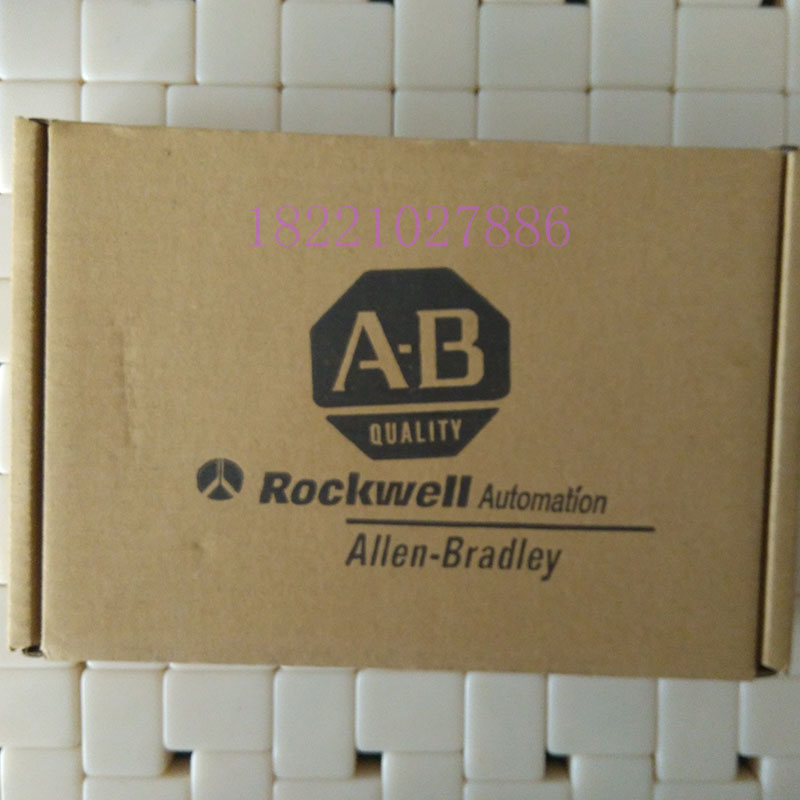 18221027886
A-B
QUALITY
Rockwell Automation
Allen-Bradley